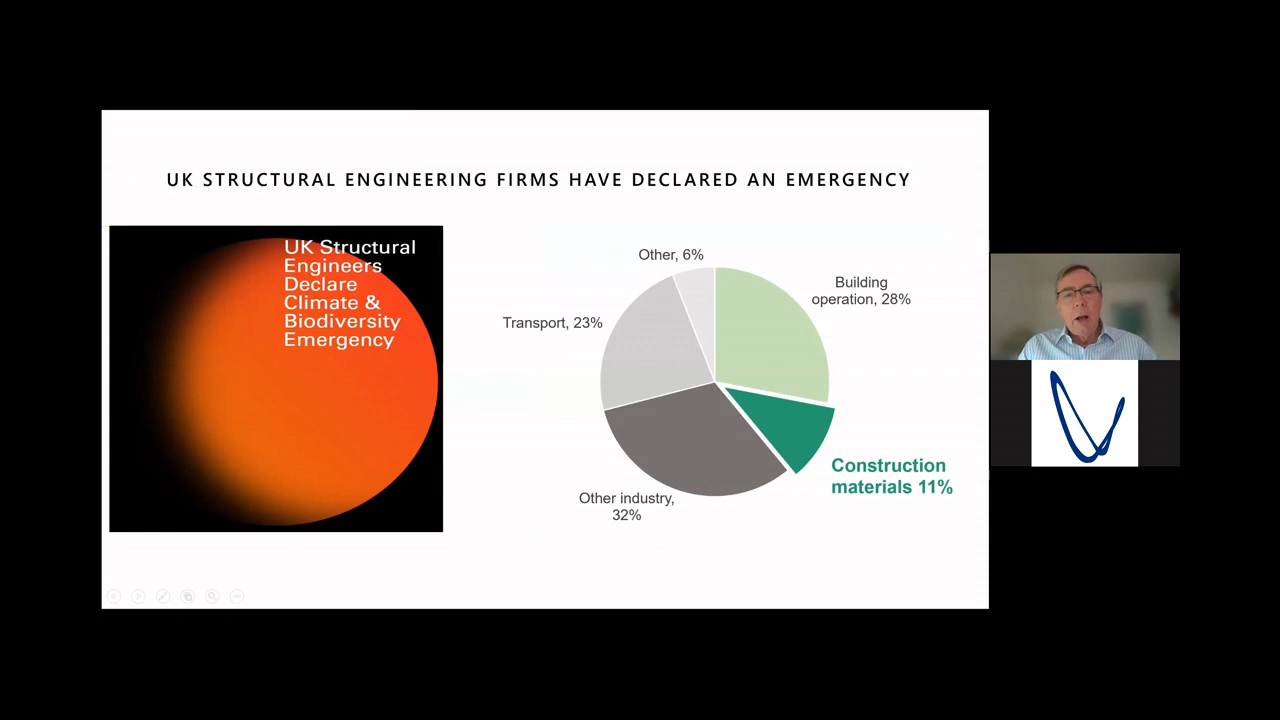 UK STRUCTURAL ENGINEERING FIRMS HAVE DECLARED AN EMERGENCY
UK Structural
Engineers
Declare
Climate &
Biodiversity
Emergency
Other, 6%
Building
operation, 28%
Transport, 23%
Construction
materials 11%
Other industry,
32%